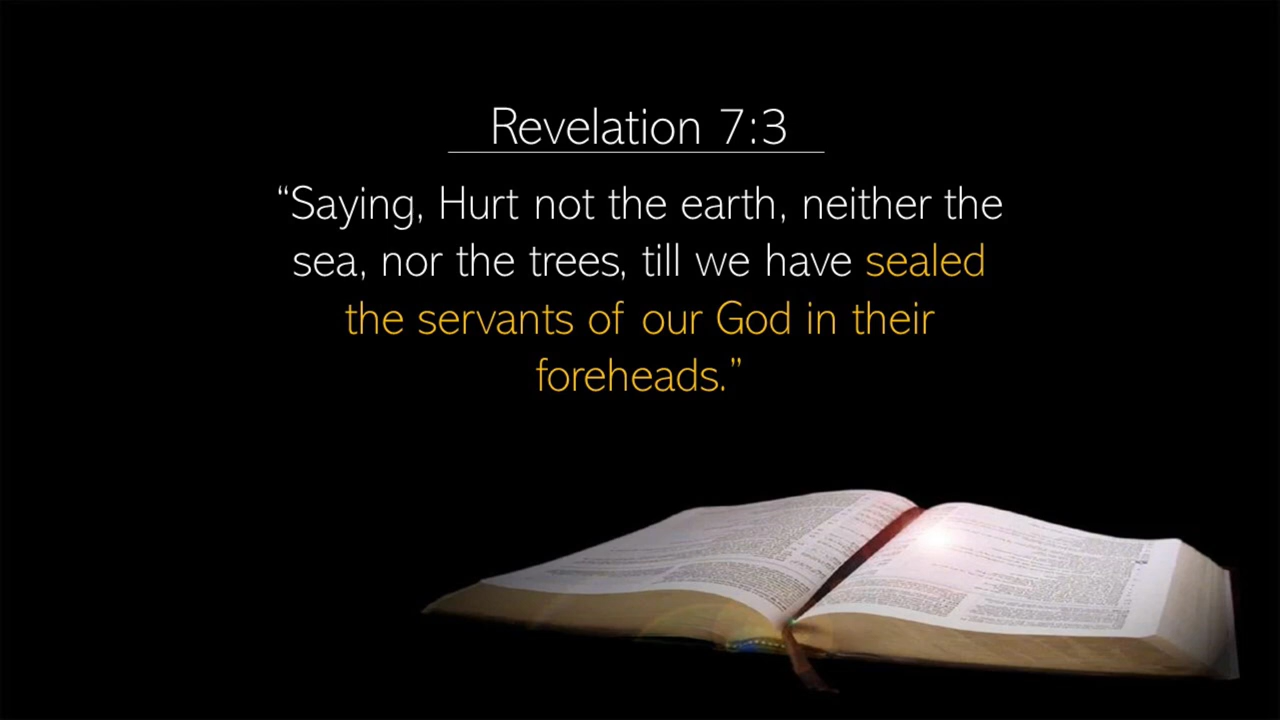 Revelation 7:3
“Saying, Hurt not the earth, neither the
sea, nor the trees, till we have sealed
the servants of our God in their
foreheads.”